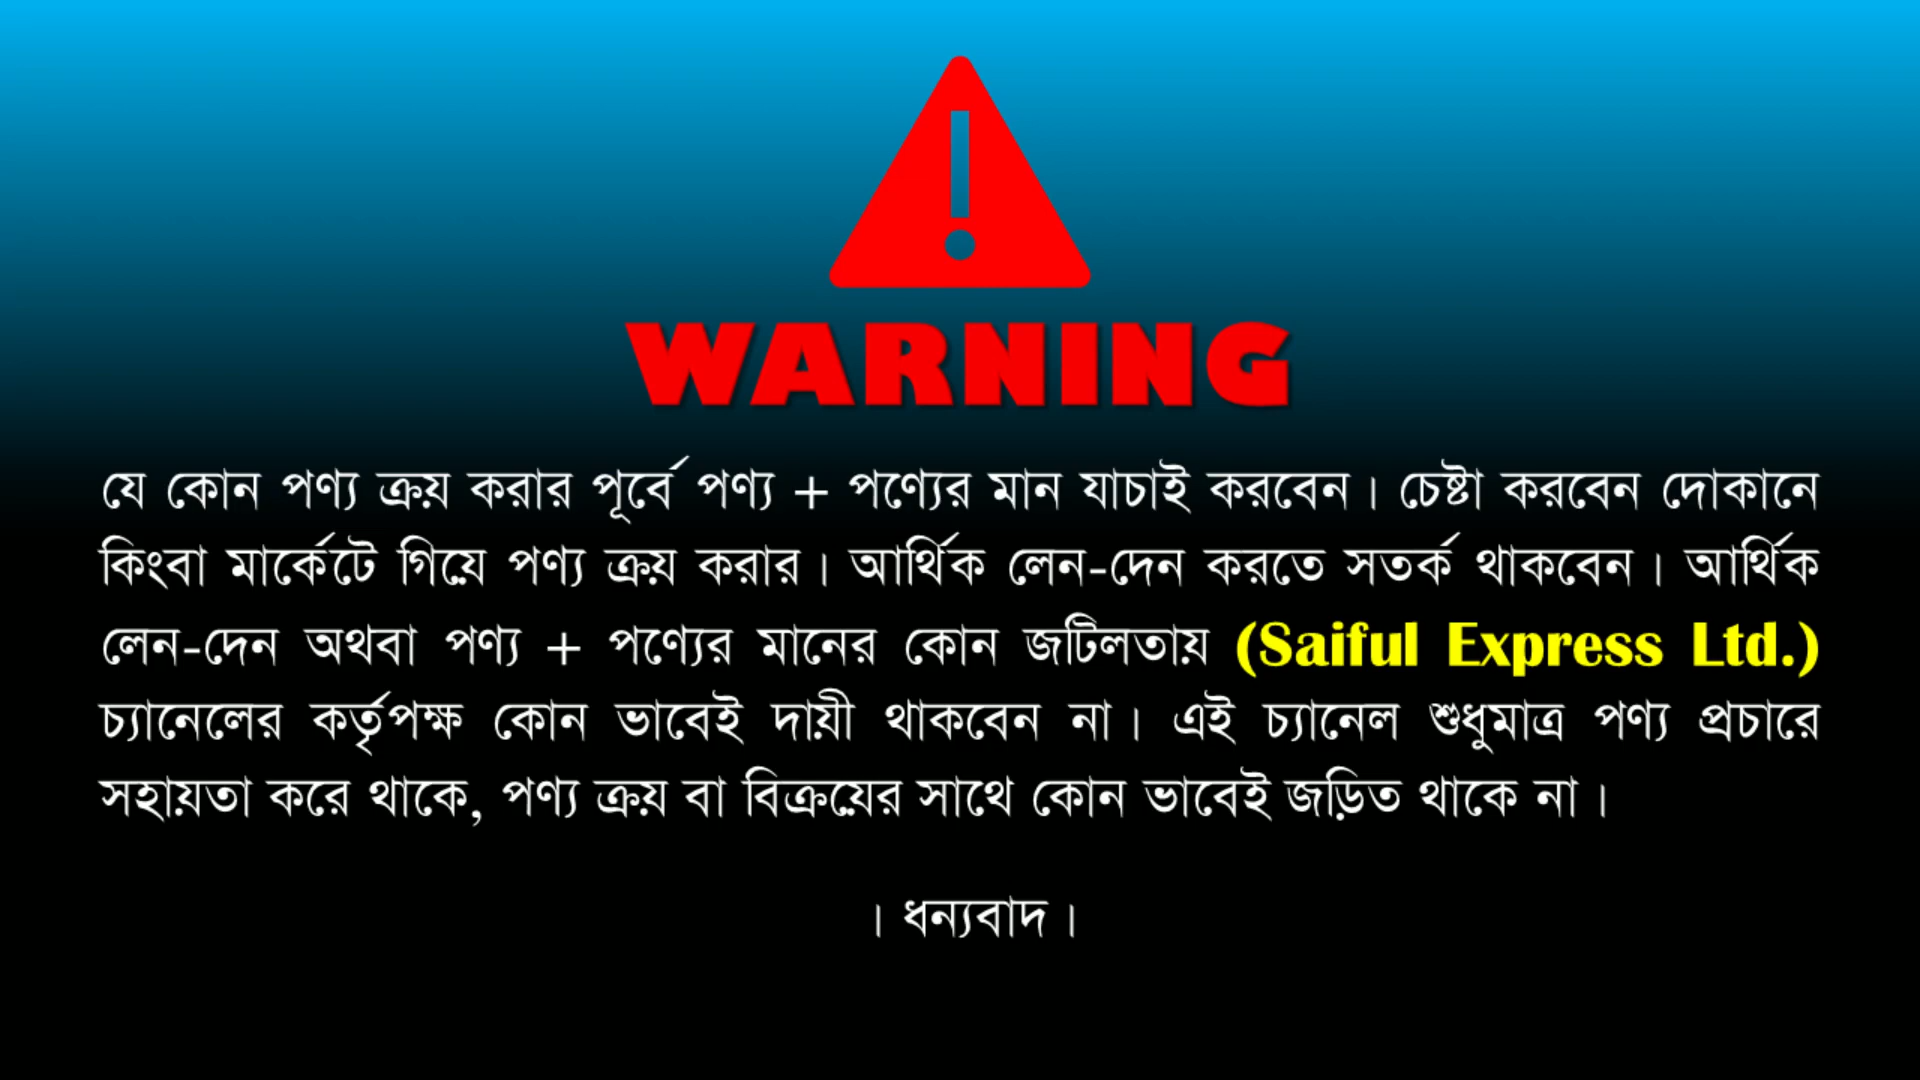 WARNING
যে কোন পণ্য ক্রয় করার পূর্বে পণ্য + পণ্যের মান যাচাই করবেন। চেষ্টা করবেন দোকানে
কিংবা মার্কেটে গিয়ে পণ্য ক্রয় করার। আর্থিক লেন-দেন করতে সতর্ক থাকবেন। আর্থিক
লেন-দেন অথবা পণ্য + পণ্যের মানের কোন জটিলতায় (Saiful Express Ltd.)
চ্যানেলের কর্তৃপক্ষ কোন ভাবেই দায়ী থাকবেন না। এই চ্যানেল শুধুমাত্র পণ্য প্রচারে
সহায়তা করে থাকে, পণ্য ক্রয় বা বিক্রয়ের সাথে কোন ভাবেই জড়িত থাকে না।
। ধন্যবাদ ।